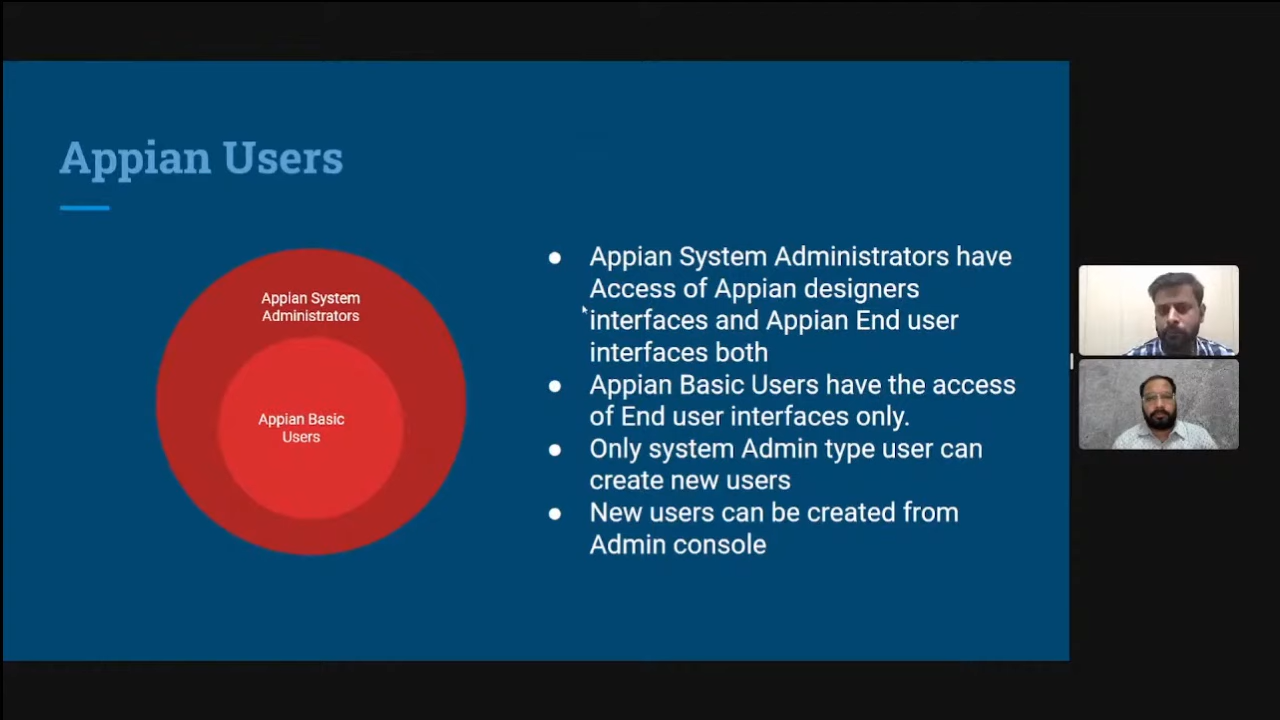 Appian Users
Appian System
Administrators
Appian Basic
Users
● Appian System Administrators have
Access of Appian designers
interfaces and Appian End user
interfaces both
● Appian Basic Users have the access
of End user interfaces only.
● Only system Admin type user can
create new users
● New users can be created from
Admin console